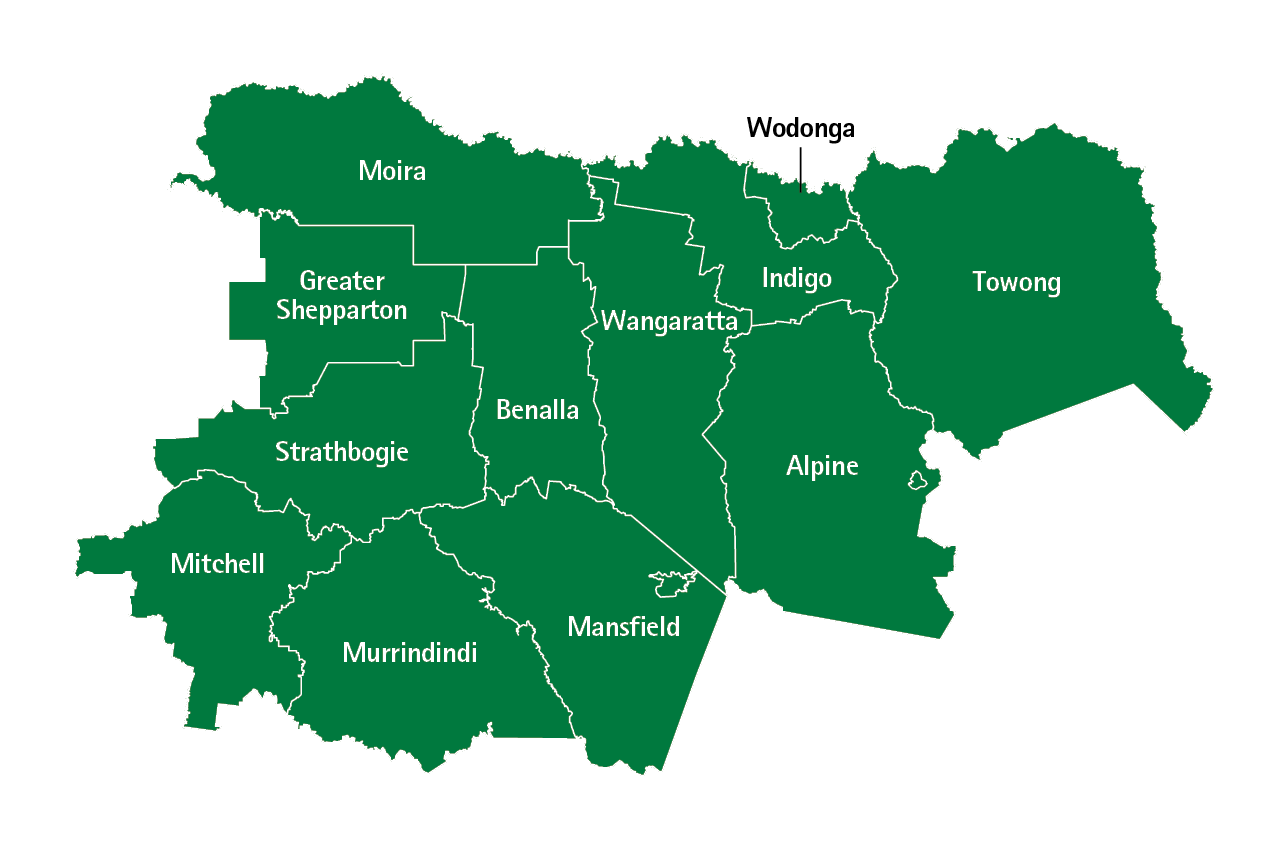 Wodonga
Moira
Greater
Shepparton
Indigo
Towong
Wangaratta
Benalla
Strathbogie
Alpine
Mitchell
Mansfield
Murrindindi